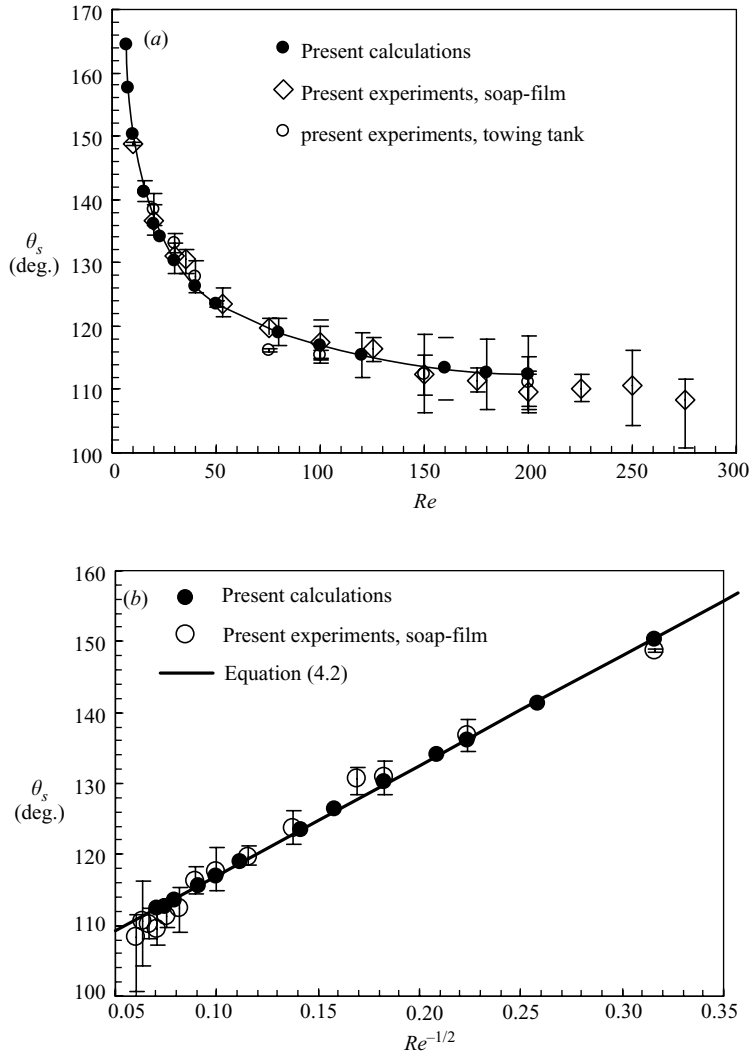 170
(a)
Present calculations
160
Present experiments, soap-film
present experiments, towing tank
150
140
θs
(deg.)
130
120
110
100
0 50 100 150 200 250 300
Re
160
(b)
Present calculations
Present experiments, soap-film
150
Equation (4.2)
140
130
θs
(deg.)
120
110
100
0.05 0.10 0.15 0.20 0.25 0.30 0.35
Re–1/2